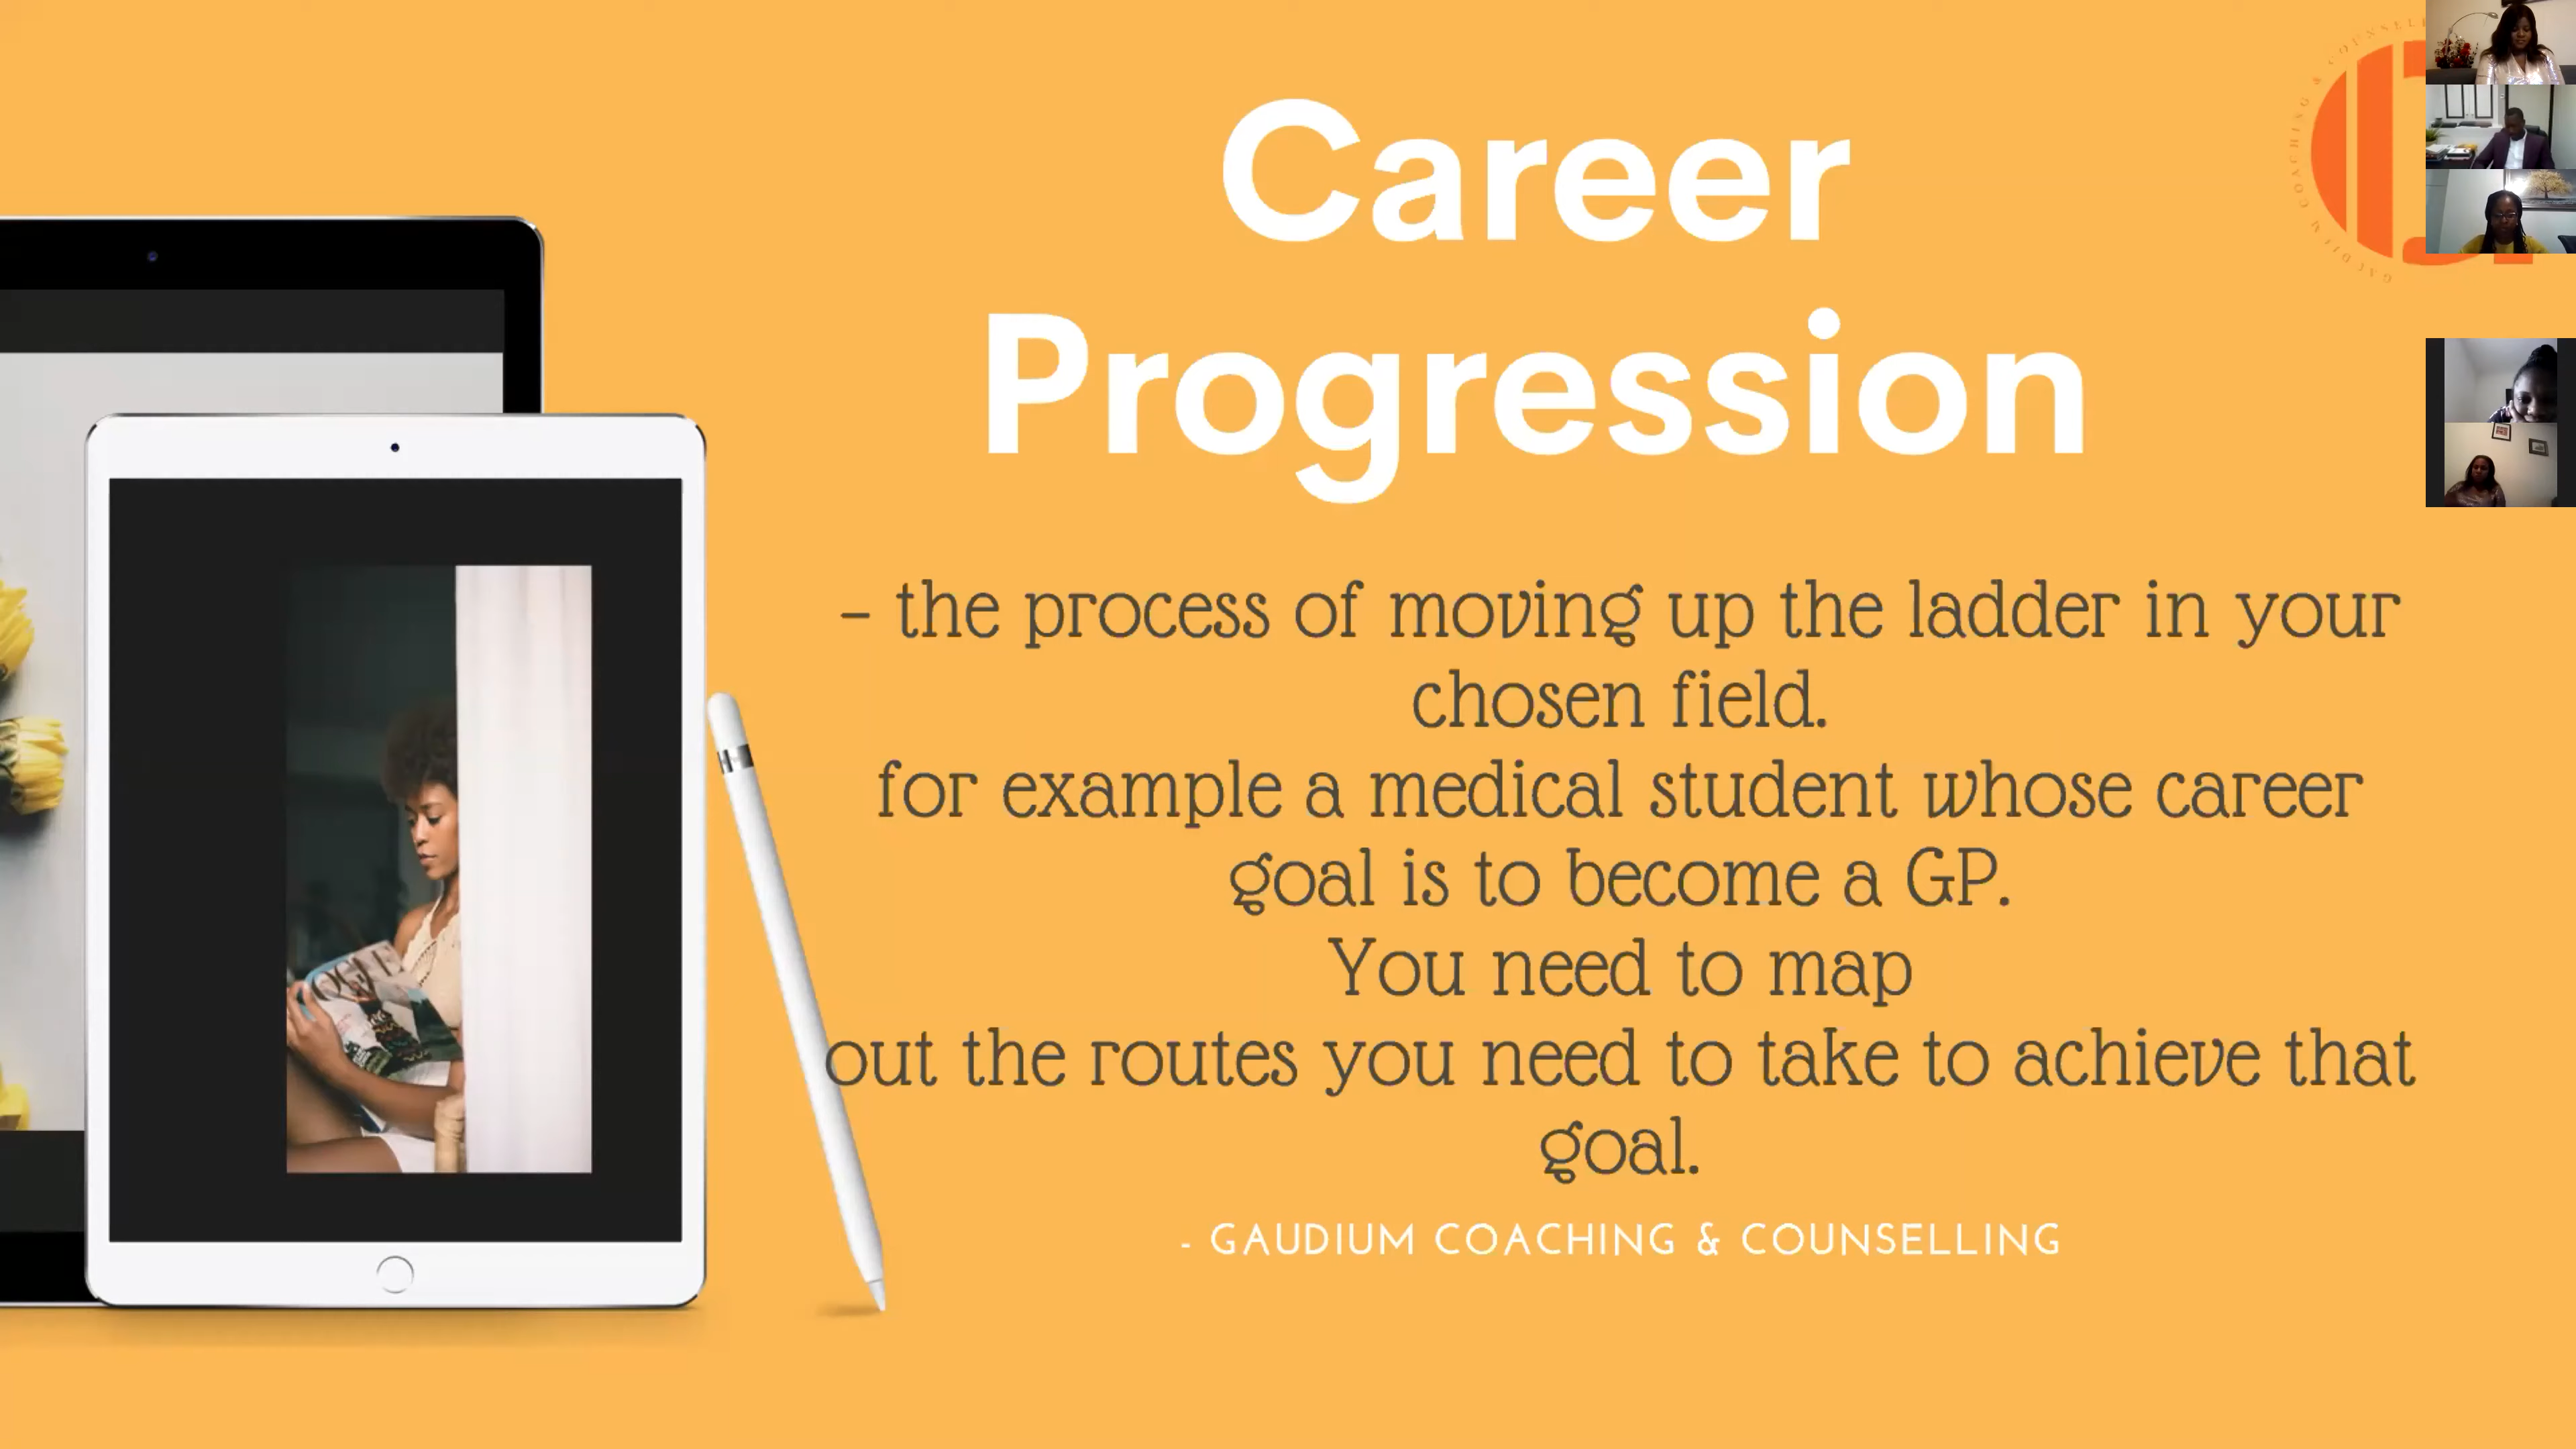 Career
Progression
- the process of moving up the ladder in your
chosen field.
for example a medical student whose career
goal is to become a GP.
You need to map
out the routes you need to take to achieve that
goal.
- GAUDIUM COACHING & COUNSELLING